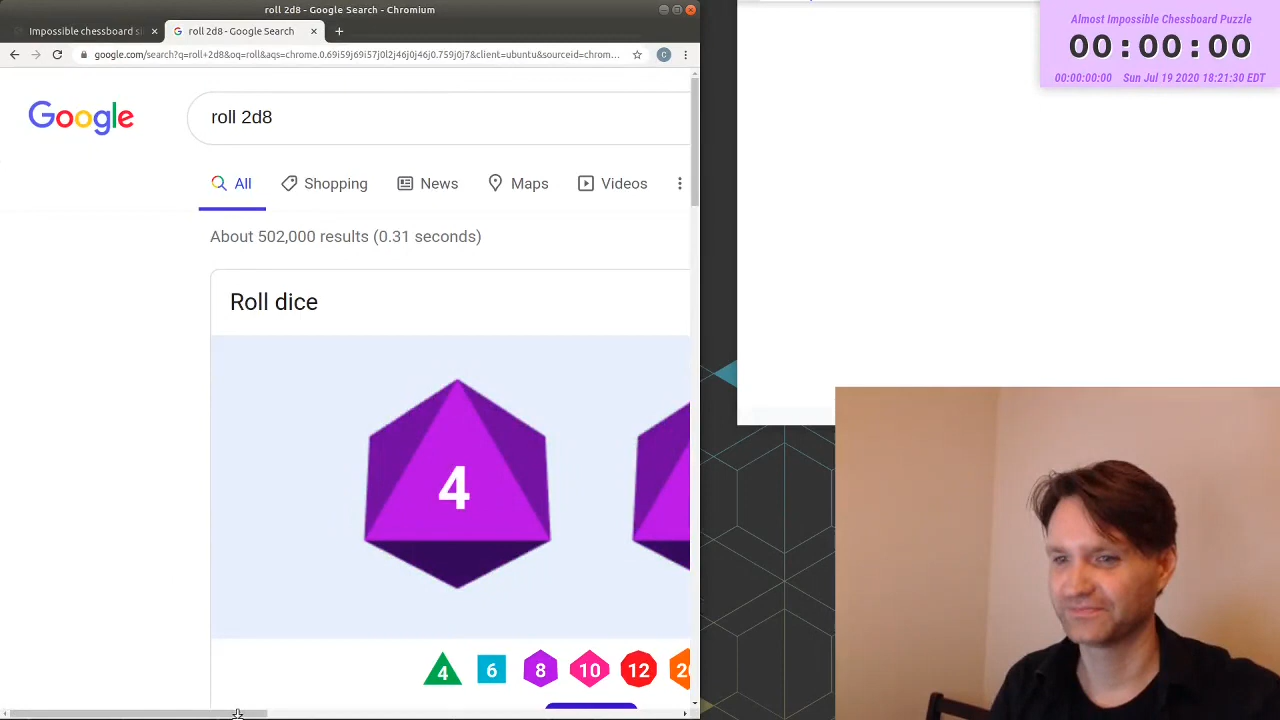 roll 2d8 - Google Search - Chromium
Impossible chessboard si
roll 2d8 - Google Search
google.com/search?q=roll+2d8&oq=roll&aqs=chrome.0.69i59j69i57j0l2j46j0j46j0.759j0j7&client=ubuntu&sourceid=chrom...
C
Google
roll 2d8
All
Shopping
News
Maps
Videos
About 502,000 results (0.31 seconds)
Roll dice
4
4 6 8 10 12 20
Almost Impossible Chessboard Puzzle
00:00:00
00:00:00:00 Sun Jul 19 2020 18:21:30 EDT